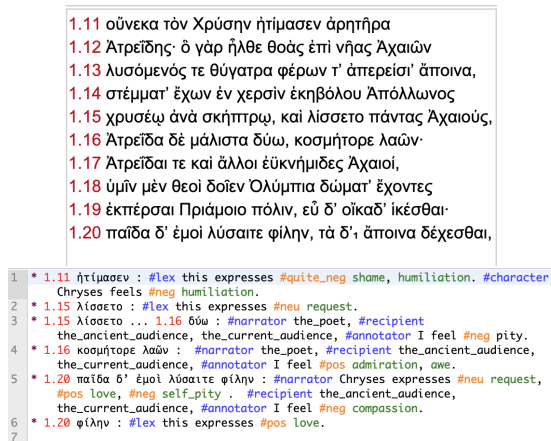 1.11 οὕνεκα τὸν Χρύσην ἠτίμασεν ἀρητῆρα
1.12 Ἀτρεΐδης· ὃ γὰρ ἦλθε θοὰς ἐπὶ νῆας Ἀχαιῶν
1.13 λυσόμενός τε θύγατρα φέρων τ’ ἀπερείσι’ ἄποινα,
1.14 στέμματ’ ἔχων ἐν χερσὶν ἑκηβόλου Ἀπόλλωνος
1.15 χρυσέῳ ἀνὰ σκήπτρῳ, καὶ λίσσετο πάντας Ἀχαιούς,
1.16 Ἀτρεΐδα δὲ μάλιστα δύω, κοσμήτορε λαῶν·
1.17 Ἀτρεΐδαι τε καὶ ἄλλοι ἐϋκνήμιδες Ἀχαιοί,
1.18 ὑμῖν μὲν θεοὶ δοῖεν Ὀλύμπια δώματ’ ἔχοντες
1.19 ἐκπέρσαι Πριάμοιο πόλιν, εὖ δ’ οἴκαδ’ ἱκέσθαι·
1.20 παῖδα δ’ ἐμοὶ λύσαιτε φίλην, τὰ δ’₁ ἄποινα δέχεσθαι,
1 * 1.11 ἠτίμασεν : #lex this expresses #quite_neg shame, humiliation. #character
Chryses feels #neg humiliation.
2 * 1.15 λίσσετο : #lex this expresses #neu request.
3 * 1.15 λίσσετο ... 1.16 δύω : #narrator the_poet, #recipient
the_ancient_audience, the_current_audience, #annotator I feel #neg pity.
4 * 1.16 κοσμήτορε λαῶν : #narrator the_poet, #recipient the_ancient_audience,
the_current_audience, #annotator I feel #pos admiration, awe.
5 * 1.20 παῖδα δ’ ἐμοὶ λύσαιτε φίλην : #narrator Chryses expresses #neu request,
#pos love, #neg self_pity . #recipient the_ancient_audience,
the_current_audience, #annotator I feel #neg compassion.
6 * 1.20 φίλην : #lex this expresses #pos love.
7